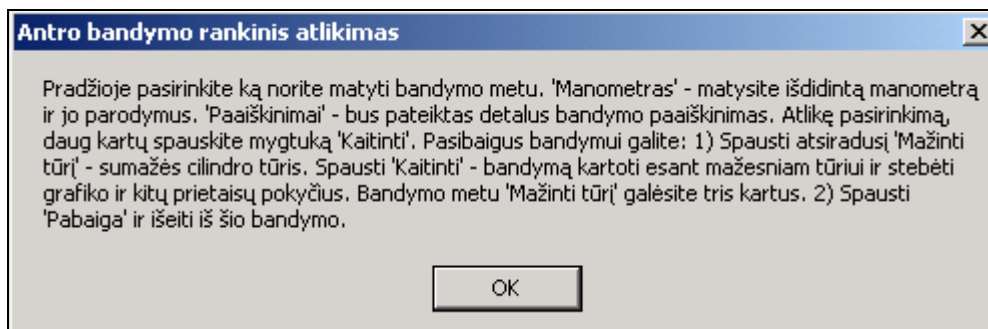 Antro bandymo rankinis atlikimas
Pradžioje pasirinkite ką norite matyti bandymo metu. 'Manometras' - matysite išdidintą manometrą
ir jo parodymus. 'Paaiškinimai' - bus pateiktas detalus bandymo paaiškinimas. Atlikę pasirinkimą,
daug kartų spauskite mygtuką 'Kaitinti'. Pasibaigus bandymui galite: 1) Spausti atsiradusį 'Mažinti
tūrį' - sumažės cilindro tūris. Spausti 'Kaitinti' - bandymą kartoti esant mažesniam tūriui ir stebėti
grafiko ir kitų prietaisų pokyčius. Bandymo metu 'Mažinti tūrį' galėsite tris kartus. 2) Spausti
'Pabaiga' ir išeiti iš šio bandymo.
OK